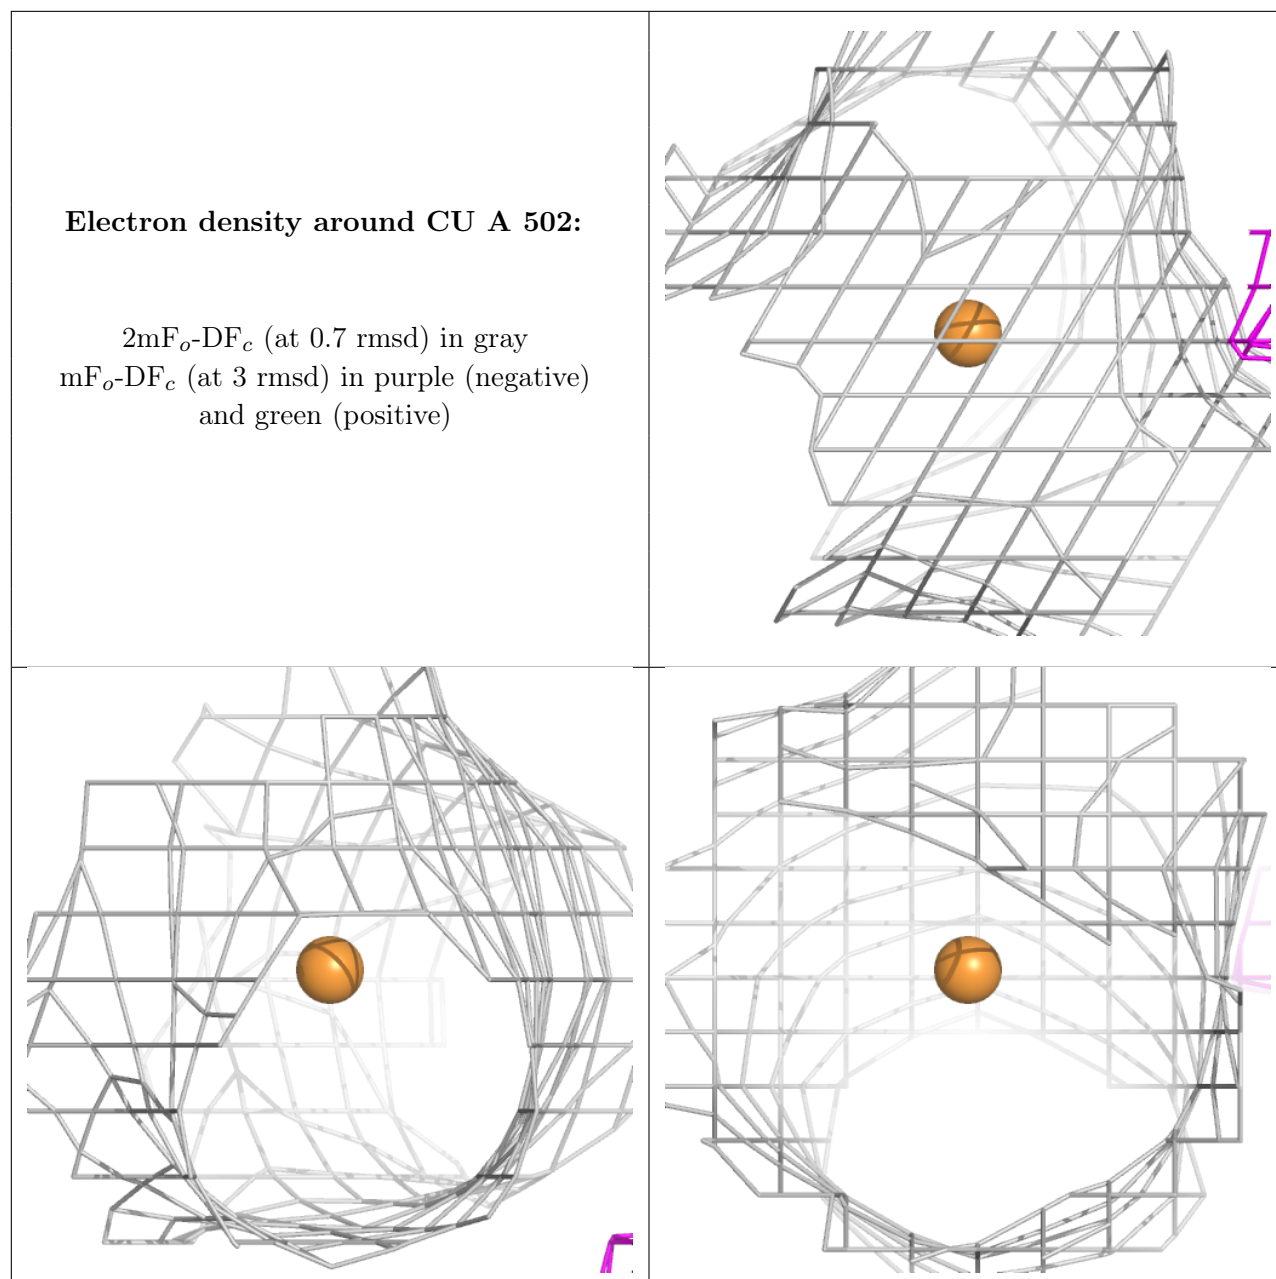 Electron density around CU A 502:
2mFo-DFc (at 0.7 rmsd) in gray
mFo-DFc (at 3 rmsd) in purple (negative)
and green (positive)